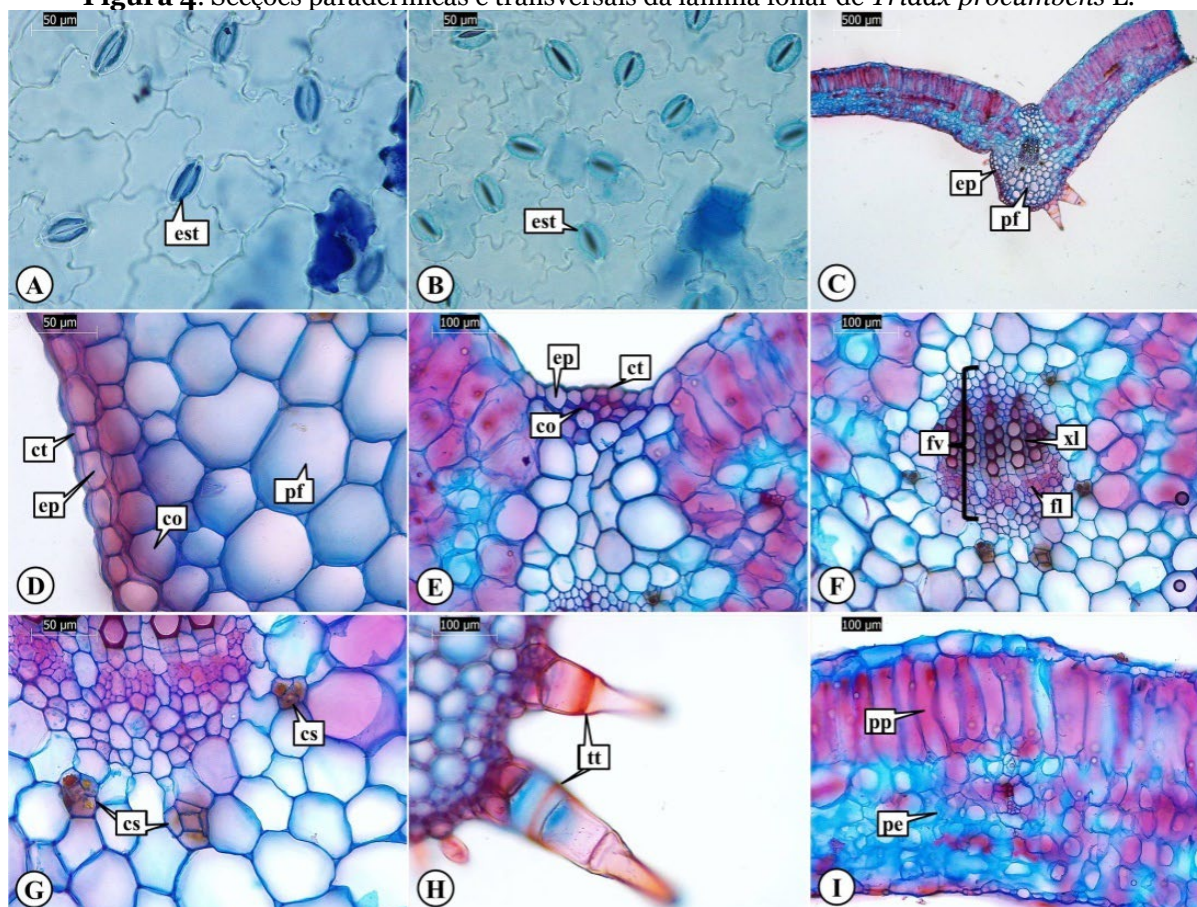 Figura 4. Secções paradérmicas e transversais da lâmina foliar de Tridax procumbens L.
50 µm
est
A
50 µm
est
B
500 µm
ep
pf
C
50 µm
ct
ep
co
pf
D
100 µm
ep
ct
co
E
100 µm
fv
xl
fl
F
50 µm
cs
cs
G
100 µm
tt
H
100 µm
pp
pe
I